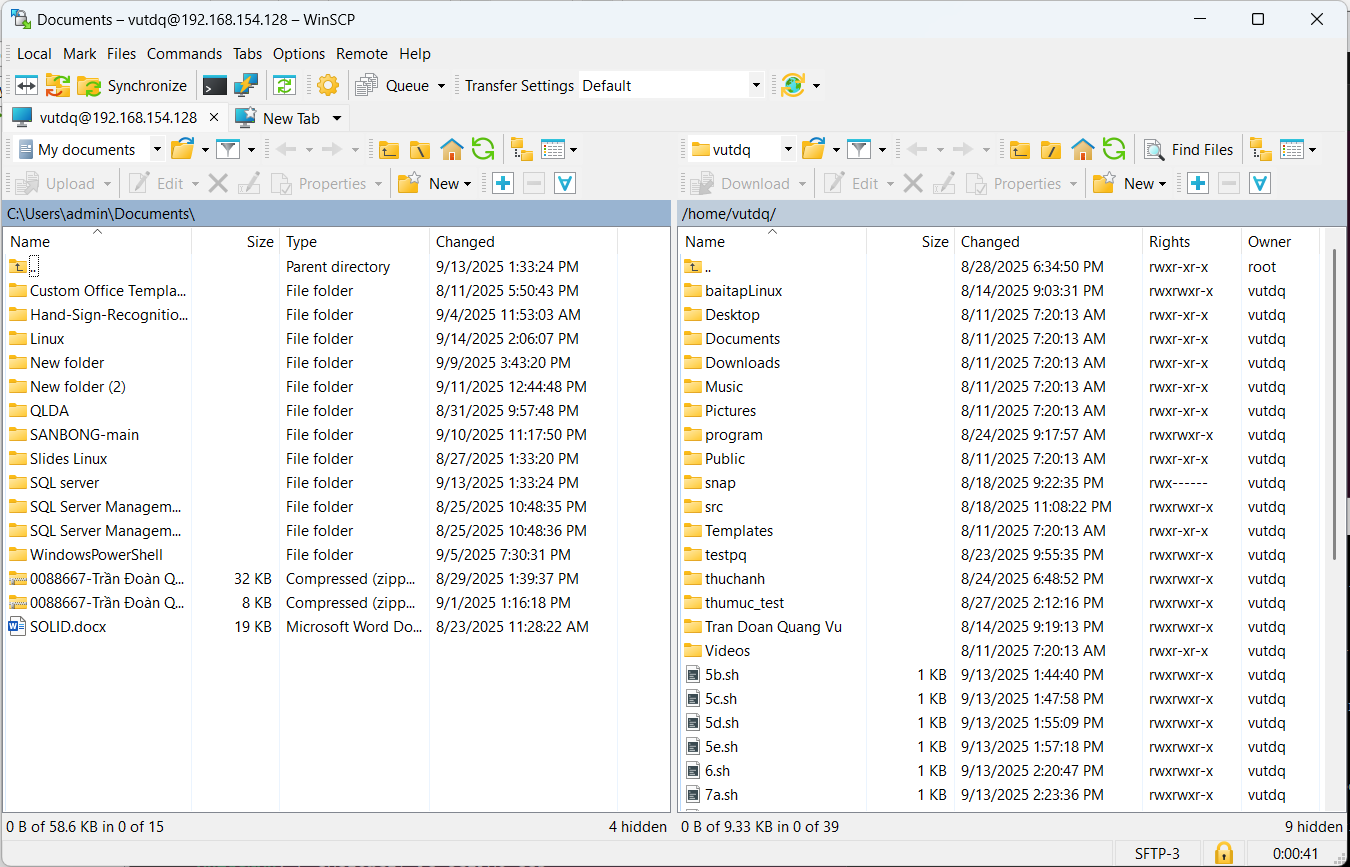 Documents – vutdq@192.168.154.128 – WinSCP
Local Mark Files Commands Tabs Options Remote Help
Synchronize Queue Transfer Settings Default
vutdq@192.168.154.128 New Tab
My documents
Upload Edit Properties New
C:\Users\admin\Documents\
Name Size Type Changed
.. Parent directory 9/13/2025 1:33:24 PM
Custom Office Templa... File folder 8/11/2025 5:50:43 PM
Hand-Sign-Recognitio... File folder 9/4/2025 11:53:03 AM
Linux File folder 9/14/2025 2:06:07 PM
New folder File folder 9/9/2025 3:43:20 PM
New folder (2) File folder 9/11/2025 12:44:48 PM
QLDA File folder 8/31/2025 9:57:48 PM
SANBONG-main File folder 9/10/2025 11:17:50 PM
Slides Linux File folder 8/27/2025 1:33:20 PM
SQL server File folder 9/13/2025 1:33:24 PM
SQL Server Managem... File folder 8/25/2025 10:48:35 PM
SQL Server Managem... File folder 8/25/2025 10:48:36 PM
WindowsPowerShell File folder 9/5/2025 7:30:31 PM
0088667-Trần Đoàn Q... 32 KB Compressed (zipp... 8/29/2025 1:39:37 PM
0088667-Trần Đoàn Q... 8 KB Compressed (zipp... 9/1/2025 1:16:18 PM
SOLID.docx 19 KB Microsoft Word Do... 8/23/2025 11:28:22 AM
0 B of 58.6 KB in 0 of 15 4 hidden
vutdq Find Files
Download Edit Properties New
/home/vutdq/
Name Size Changed Rights Owner
.. 8/28/2025 6:34:50 PM rwxr-xr-x root
baitapLinux 8/14/2025 9:03:31 PM rwxrwxr-x vutdq
Desktop 8/11/2025 7:20:13 AM rwxr-xr-x vutdq
Documents 8/11/2025 7:20:13 AM rwxr-xr-x vutdq
Downloads 8/11/2025 7:20:13 AM rwxr-xr-x vutdq
Music 8/11/2025 7:20:13 AM rwxr-xr-x vutdq
Pictures 8/11/2025 7:20:13 AM rwxr-xr-x vutdq
program 8/24/2025 9:17:57 AM rwxrwxr-x vutdq
Public 8/11/2025 7:20:13 AM rwxr-xr-x vutdq
snap 8/18/2025 9:22:35 PM rwx------ vutdq
src 8/18/2025 11:08:22 PM rwxrwxr-x vutdq
Templates 8/11/2025 7:20:13 AM rwxr-xr-x vutdq
testpq 8/23/2025 9:55:35 PM rwxrwxr-x vutdq
thuchanh 8/24/2025 6:48:52 PM rwxrwxr-x vutdq
thumuc_test 8/27/2025 2:12:16 PM rwxrwxr-x vutdq
Tran Doan Quang Vu 8/14/2025 9:19:13 PM rwxrwxr-x vutdq
Videos 8/11/2025 7:20:13 AM rwxr-xr-x vutdq
5b.sh 1 KB 9/13/2025 1:44:40 PM rwxrwxr-x vutdq
5c.sh 1 KB 9/13/2025 1:47:58 PM rwxrwxr-x vutdq
5d.sh 1 KB 9/13/2025 1:55:09 PM rwxrwxr-x vutdq
5e.sh 1 KB 9/13/2025 1:57:18 PM rwxrwxr-x vutdq
6.sh 1 KB 9/13/2025 2:20:47 PM rwxrwxr-x vutdq
7a.sh 1 KB 9/13/2025 2:23:36 PM rwxrwxr-x vutdq
0 B of 9.33 KB in 0 of 39 9 hidden
SFTP-3 0:00:41